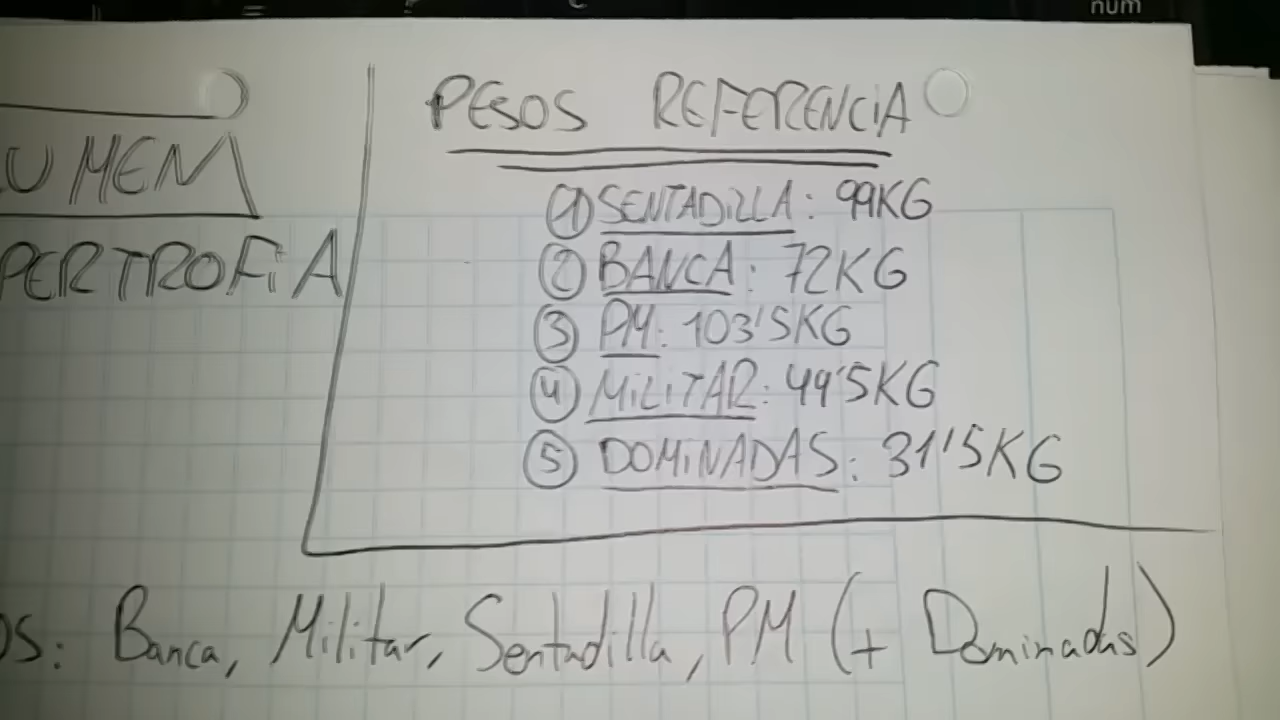 num
PESOS REFERENCIA
UMEN
PERTROFIA
① SENTADILLA: 99KG
② BANCA: 72KG
③ PM: 103'5KG
④ MILITAR: 49'5KG
⑤ DOMINADAS: 31'5KG
OS: Banca, Militar, Sentadilla, PM (+ Dominadas)